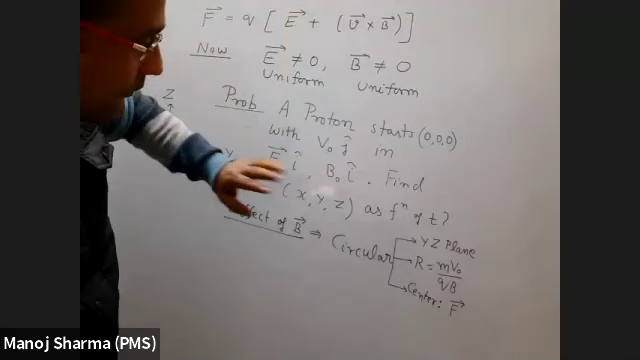 F⃗ = q [ E⃗ + (v⃗ × B⃗)]
Now E⃗ ≠ 0, B⃗ ≠ 0
Uniform Uniform
Z
Prob A Proton starts (0,0,0)
with V₀ ĵ in
Y E⃗ î, B₀ î. Find
(x, y, z) as fⁿ of t?
of B⃗ ⇒ Circular → YZ Plane
→ R = mV₀/qB
→ Center: F⃗
Manoj Sharma (PMS)